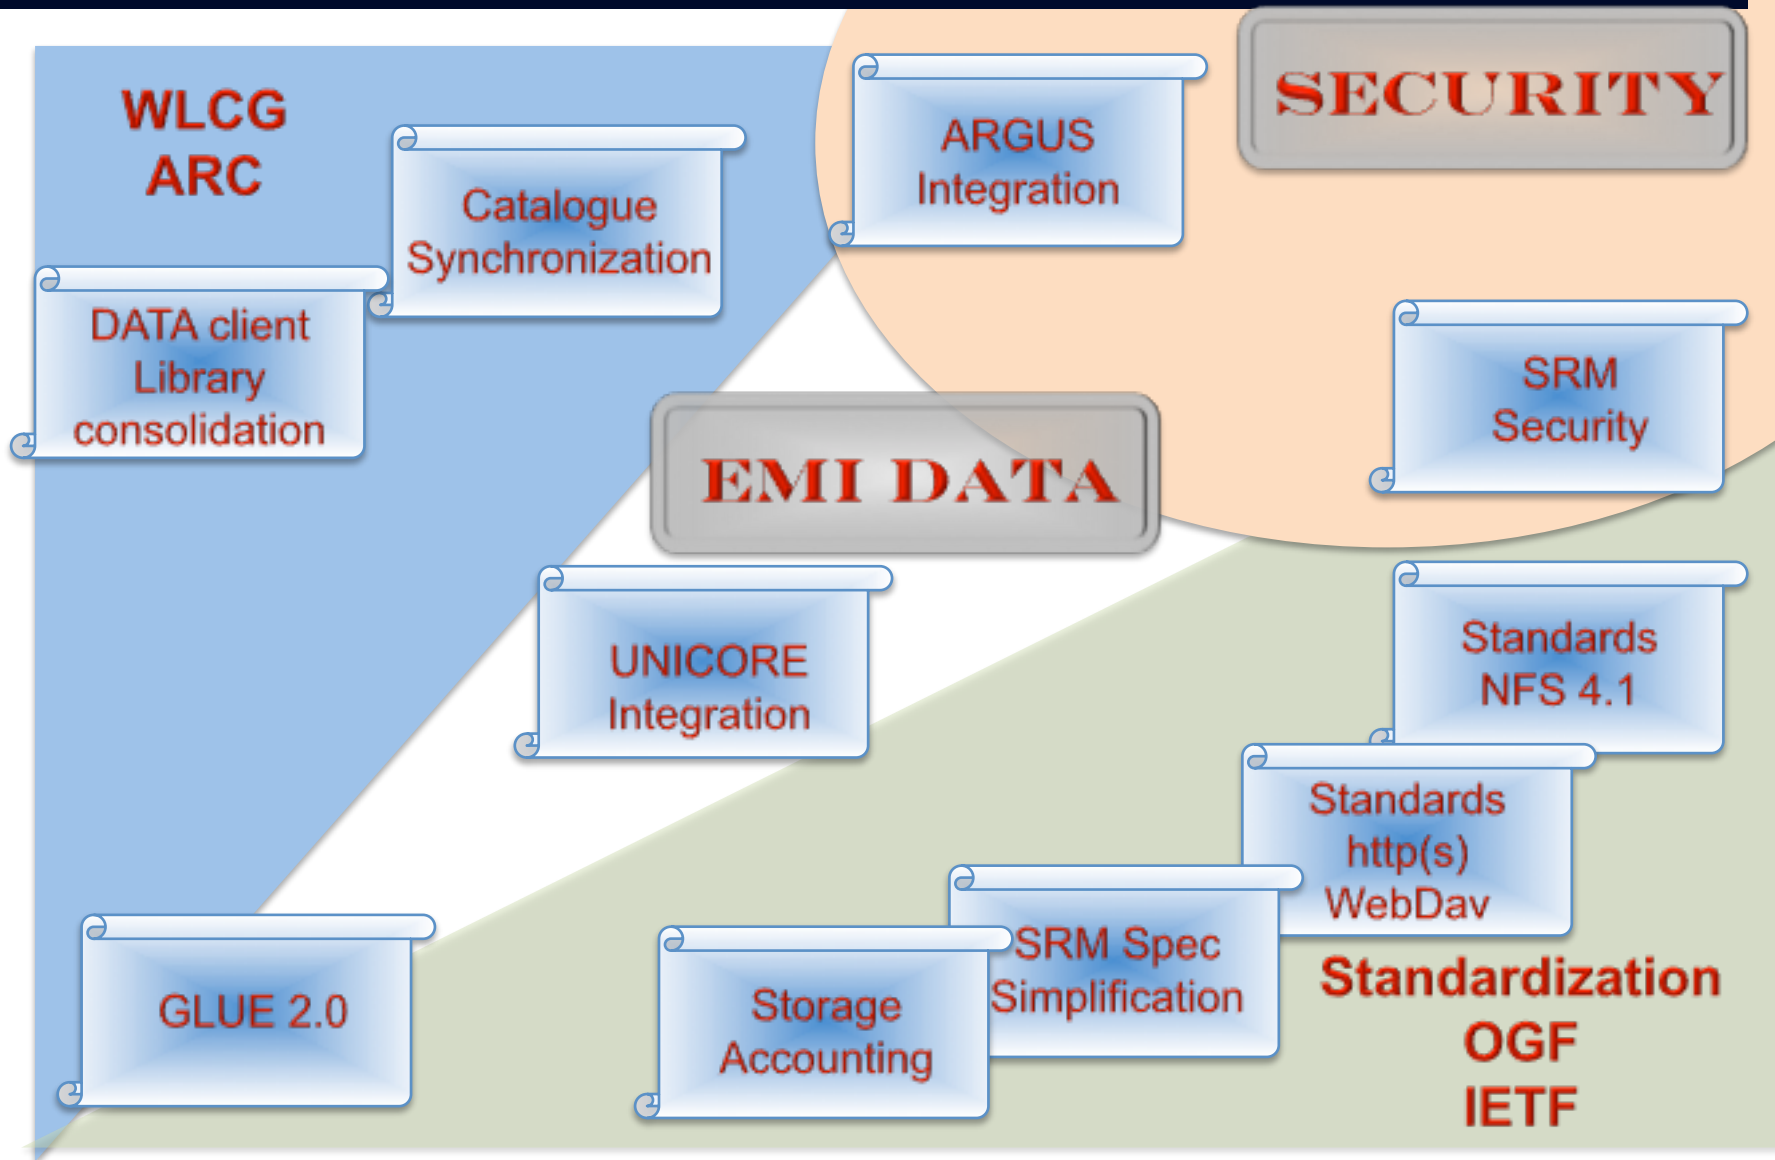 WLCG
ARC
Catalogue
Synchronization
DATA client
Library
consolidation
ARGUS
Integration
SECURITY
SRM
Security
EMI DATA
UNICORE
Integration
Standards
NFS 4.1
Standards
http(s)
WebDav
SRM Spec
Simplification
Storage
Accounting
GLUE 2.0
Standardization
OGF
IETF